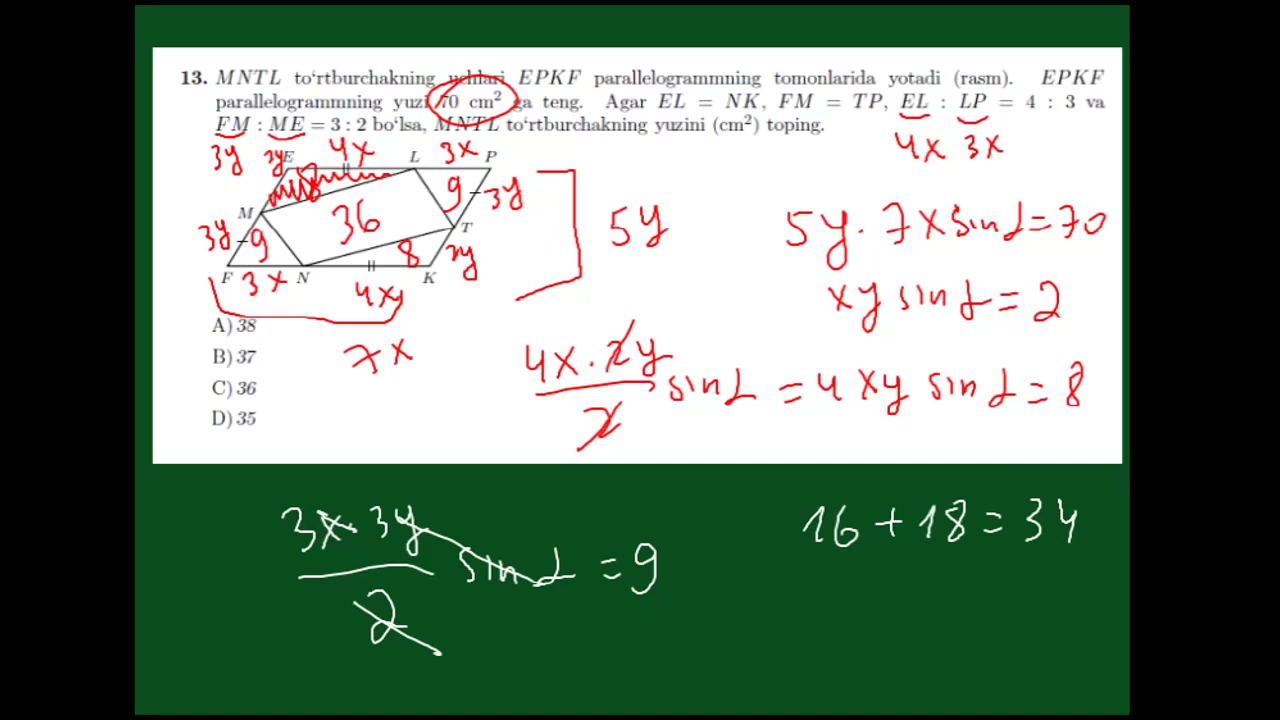 13. MNTL to‘rtburchakning uchlari EPKF parallelogrammning tomonlarida yotadi (rasm). EPKF
parallelogrammning yuzi 70 cm² ga teng. Agar EL = NK, FM = TP, EL : LP = 4 : 3 va
FM : ME = 3 : 2 bo‘lsa, MNTL to‘rtburchakning yuzini (cm²) toping.
4x 3x
3y E 4x L 3x P
8 9 3y
M 36 T
3y 9 8 2y
F 3x N 4x K
5y
7x
5y · 7x sin α = 70
xy sin α = 2
A) 38
B) 37
C) 36
D) 35
4x · 2y / 2 sin α = 4xy sin α = 8
3x · 3y / 2 sin α = 9
16 + 18 = 34